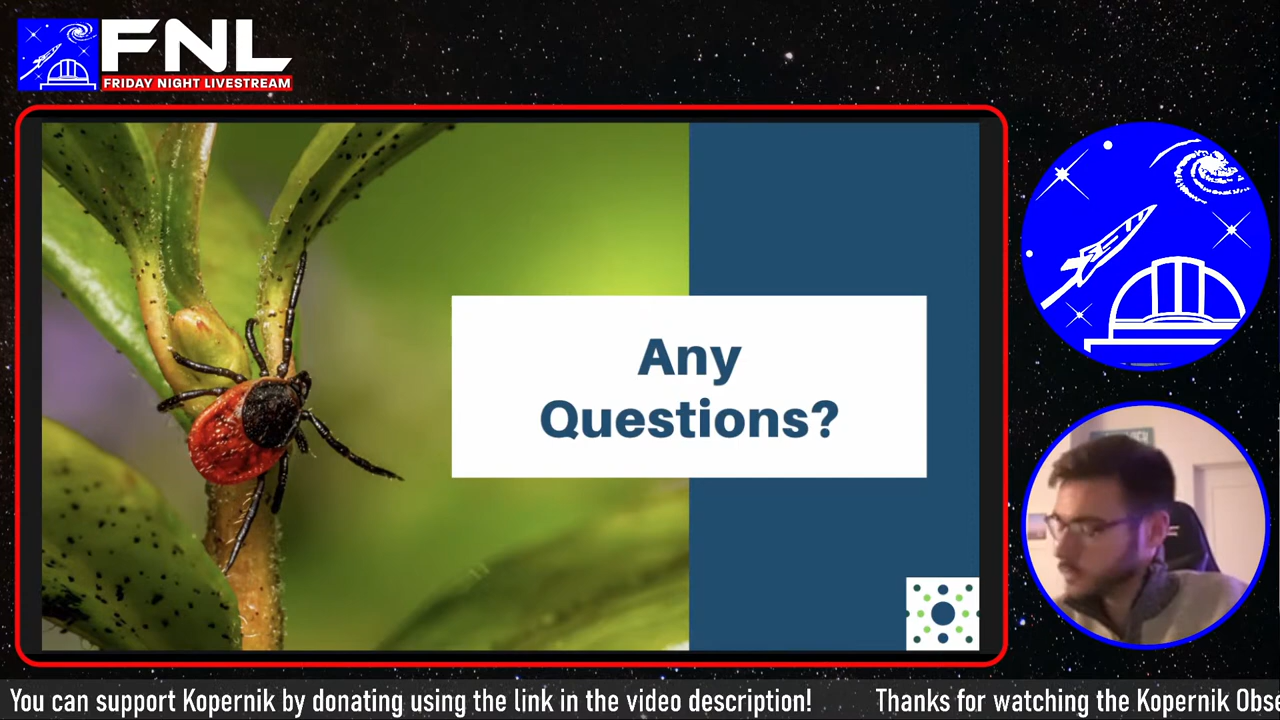 FNL
FRIDAY NIGHT LIVESTREAM
Any
Questions?
You can support Kopernik by donating using the link in the video description! Thanks for watching the Kopernik